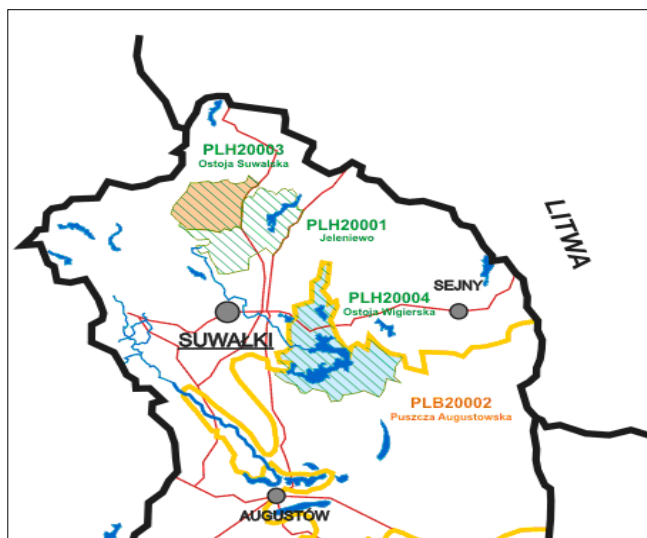 PLH20003
Ostoja Suwalska
PLH20001
Jeleniewo
LITWA
SEJNY
PLH20004
Ostoja Wigierska
SUWAŁKI
PLB20002
Puszcza Augustowska
AUGUSTÓW